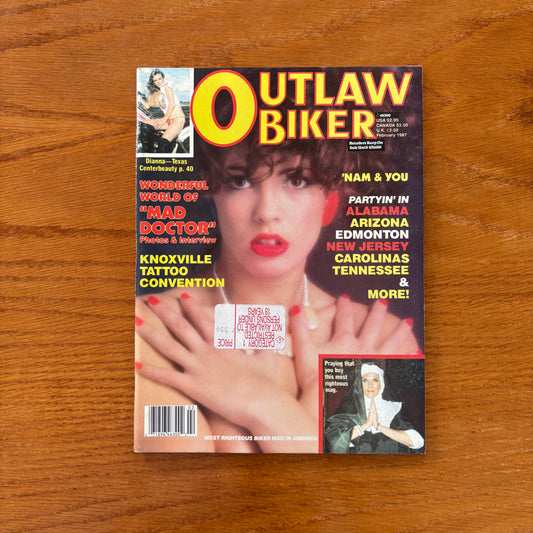 OUTLAW
BIKER
46960
USA $2.95
CANADA $3.50
February 1987
Dianna—Texas
Centerbeauty p. 40
WONDERFUL
WORLD OF
"MAD
DOCTOR"
Photos & Interview
KNOXVILLE
TATTOO
CONVENTION
'NAM & YOU
PARTYIN' IN
ALABAMA
ARIZONA
EDMONTON
NEW JERSEY
CAROLINAS
TENNESSEE
&
MORE!
CATEGORY 1
RESTRICTED
NOT AVAILABLE TO
PERSONS UNDER
18 YEARS
PRICE
Praying that
you buy
this most
righteous
mag.
MOST RIGHTEOUS BIKER MAG IN AMERICA